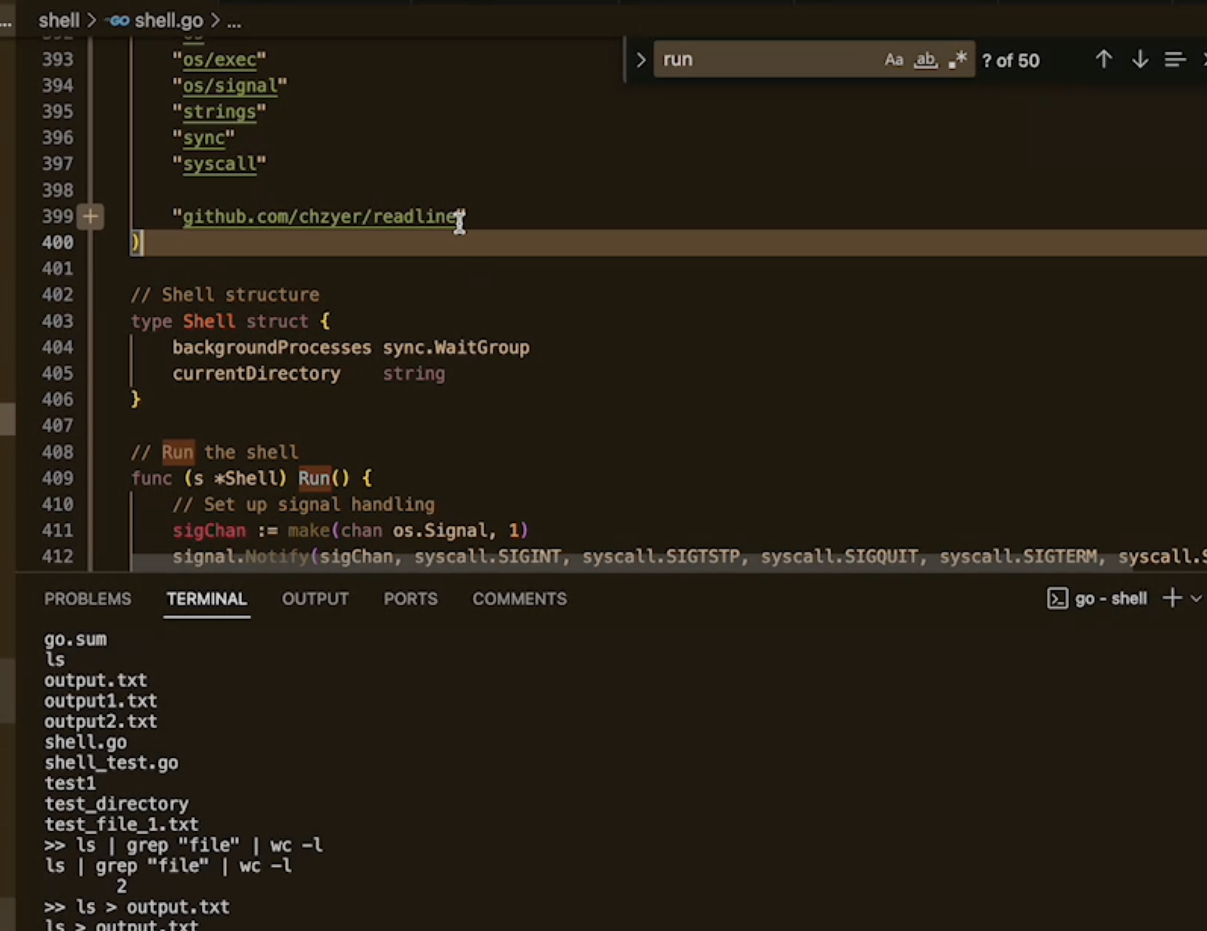 ... shell > GO shell.go > ...
392 os
393 "os/exec"
run Aa ab, .* ? of 50
394 "os/signal"
395 "strings"
396 "sync"
397 "syscall"
398
399 + "github.com/chzyer/readline"
400 )
401
402 // Shell structure
403 type Shell struct {
404 backgroundProcesses sync.WaitGroup
405 currentDirectory string
406 }
407
408 // Run the shell
409 func (s *Shell) Run() {
410 // Set up signal handling
411 sigChan := make(chan os.Signal, 1)
412 signal.Notify(sigChan, syscall.SIGINT, syscall.SIGTSTP, syscall.SIGQUIT, syscall.SIGTERM, syscall.S
PROBLEMS TERMINAL OUTPUT PORTS COMMENTS go - shell
go.sum
ls
output.txt
output1.txt
output2.txt
shell.go
shell_test.go
test1
test_directory
test_file_1.txt
>> ls | grep "file" | wc -l
ls | grep "file" | wc -l
2
>> ls > output.txt
ls > output.txt